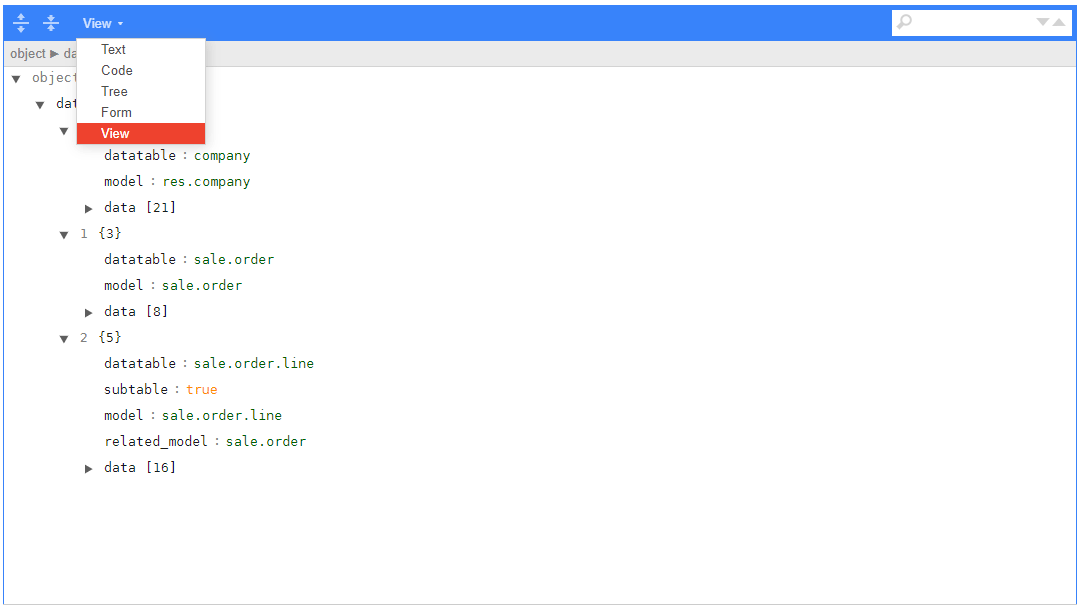 View
object ► da
Text
Code
Tree
Form
View
object
dat
datatable : company
model : res.company
data [21]
1 {3}
datatable : sale.order
model : sale.order
data [8]
2 {5}
datatable : sale.order.line
subtable : true
model : sale.order.line
related_model : sale.order
data [16]